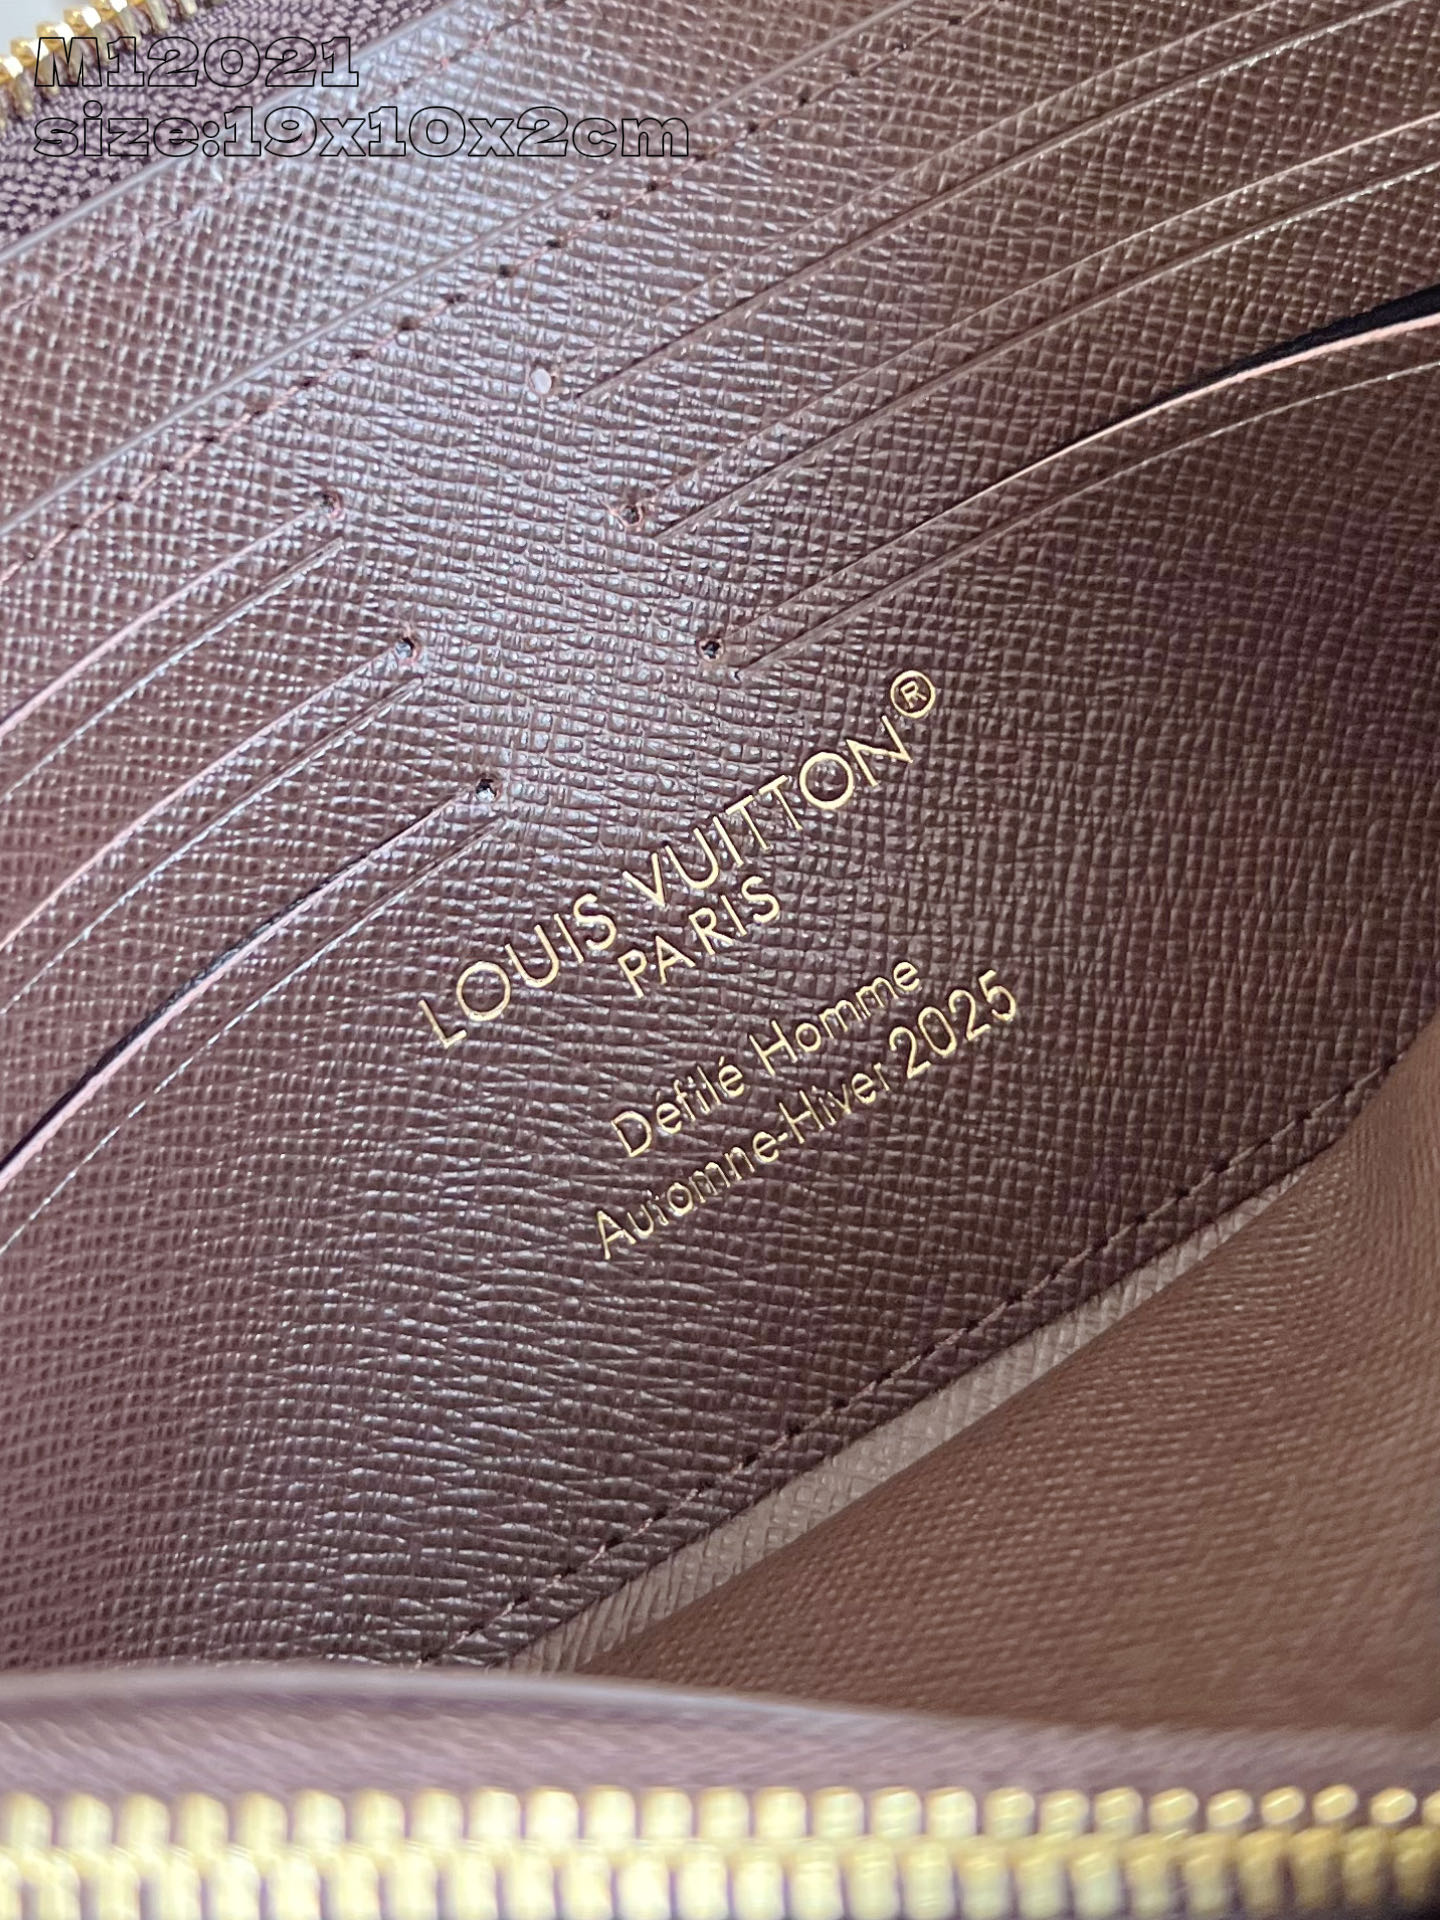 M12021
size:19x10x2cm
LOUIS VUITTON®
PARIS
Defilé Homme
Automne-Hiver 2025